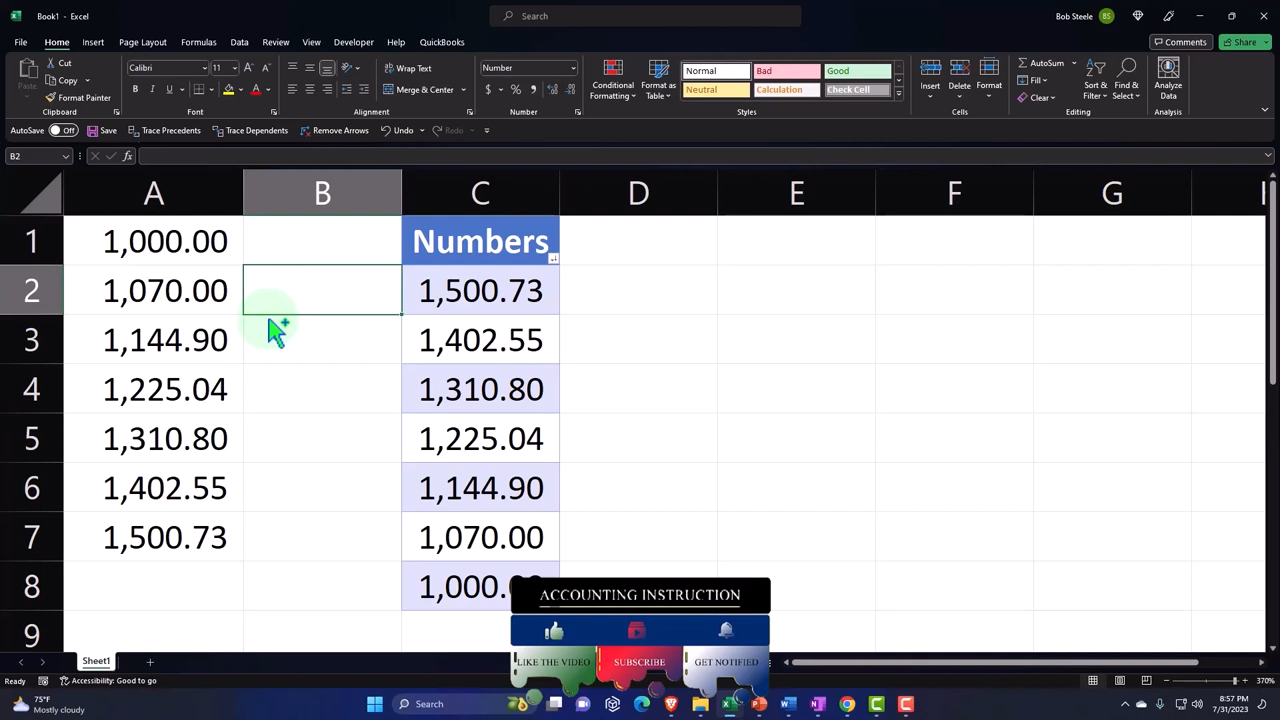 Book1 - Excel
Search
Bob Steele
BS
File
Home
Insert
Page Layout
Formulas
Data
Review
View
Developer
Help
QuickBooks
Comments
Share
Cut
Copy
Format Painter
Clipboard
Calibri
11
B I U
Font
Wrap Text
Merge & Center
Alignment
Number
$ % 9
Number
Conditional Formatting
Format as Table
Normal
Bad
Good
Neutral
Calculation
Check Cell
Styles
Insert
Delete
Format
Cells
AutoSum
Fill
Clear
Sort & Filter
Find & Select
Editing
Analyze Data
Analysis
AutoSave Off
Save
Trace Precedents
Trace Dependents
Remove Arrows
Undo
Redo
B2
fx
A B C D E F G
1 1,000.00 Numbers
2 1,070.00 1,500.73
3 1,144.90 1,402.55
4 1,225.04 1,310.80
5 1,310.80 1,225.04
6 1,402.55 1,144.90
7 1,500.73 1,070.00
8
9
ACCOUNTING INSTRUCTION
LIKE THE VIDEO
SUBSCRIBE
GET NOTIFIED
Sheet1
Ready
Accessibility: Good to go
370%
75°F
Mostly cloudy
Search
8:57 PM
7/31/2023